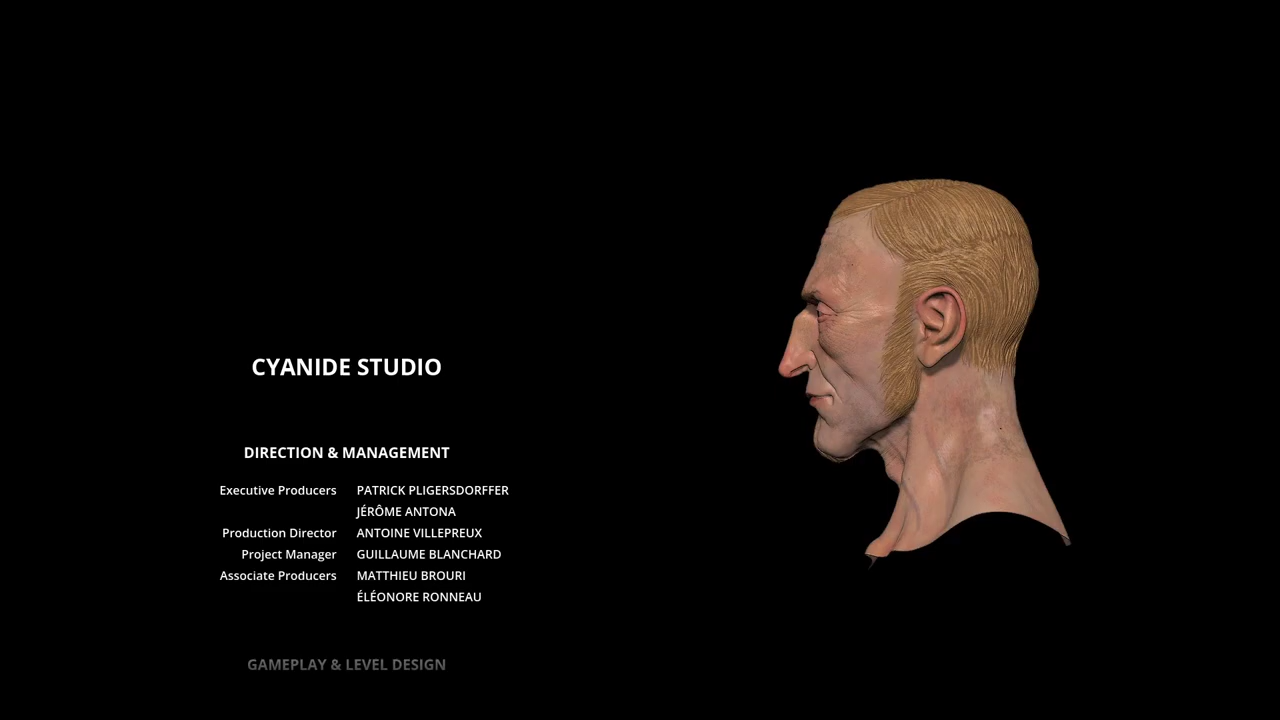 CYANIDE STUDIO
DIRECTION & MANAGEMENT
Executive Producers PATRICK PLIGERSDORFFER
JÉRÔME ANTONA
Production Director ANTOINE VILLEPREUX
Project Manager GUILLAUME BLANCHARD
Associate Producers MATTHIEU BROURI
ÉLÉONORE RONNEAU
GAMEPLAY & LEVEL DESIGN